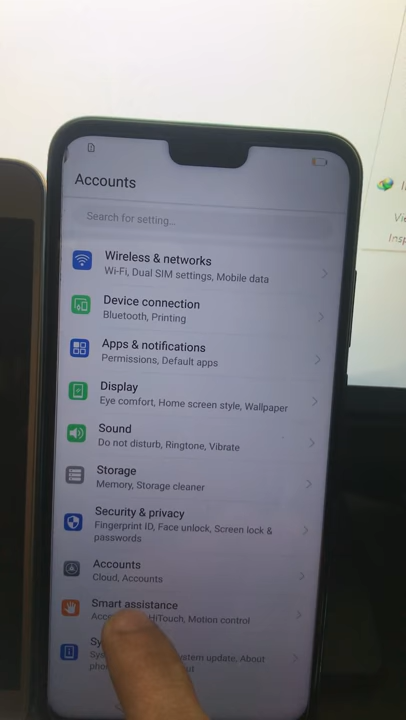 Accounts
Search for setting...
Wireless & networks
Wi-Fi, Dual SIM settings, Mobile data
Device connection
Bluetooth, Printing
Apps & notifications
Permissions, Default apps
Display
Eye comfort, Home screen style, Wallpaper
Sound
Do not disturb, Ringtone, Vibrate
Storage
Memory, Storage cleaner
Security & privacy
Fingerprint ID, Face unlock, Screen lock &
passwords
Accounts
Cloud, Accounts
Smart assistance
HiTouch, Motion control
update, About